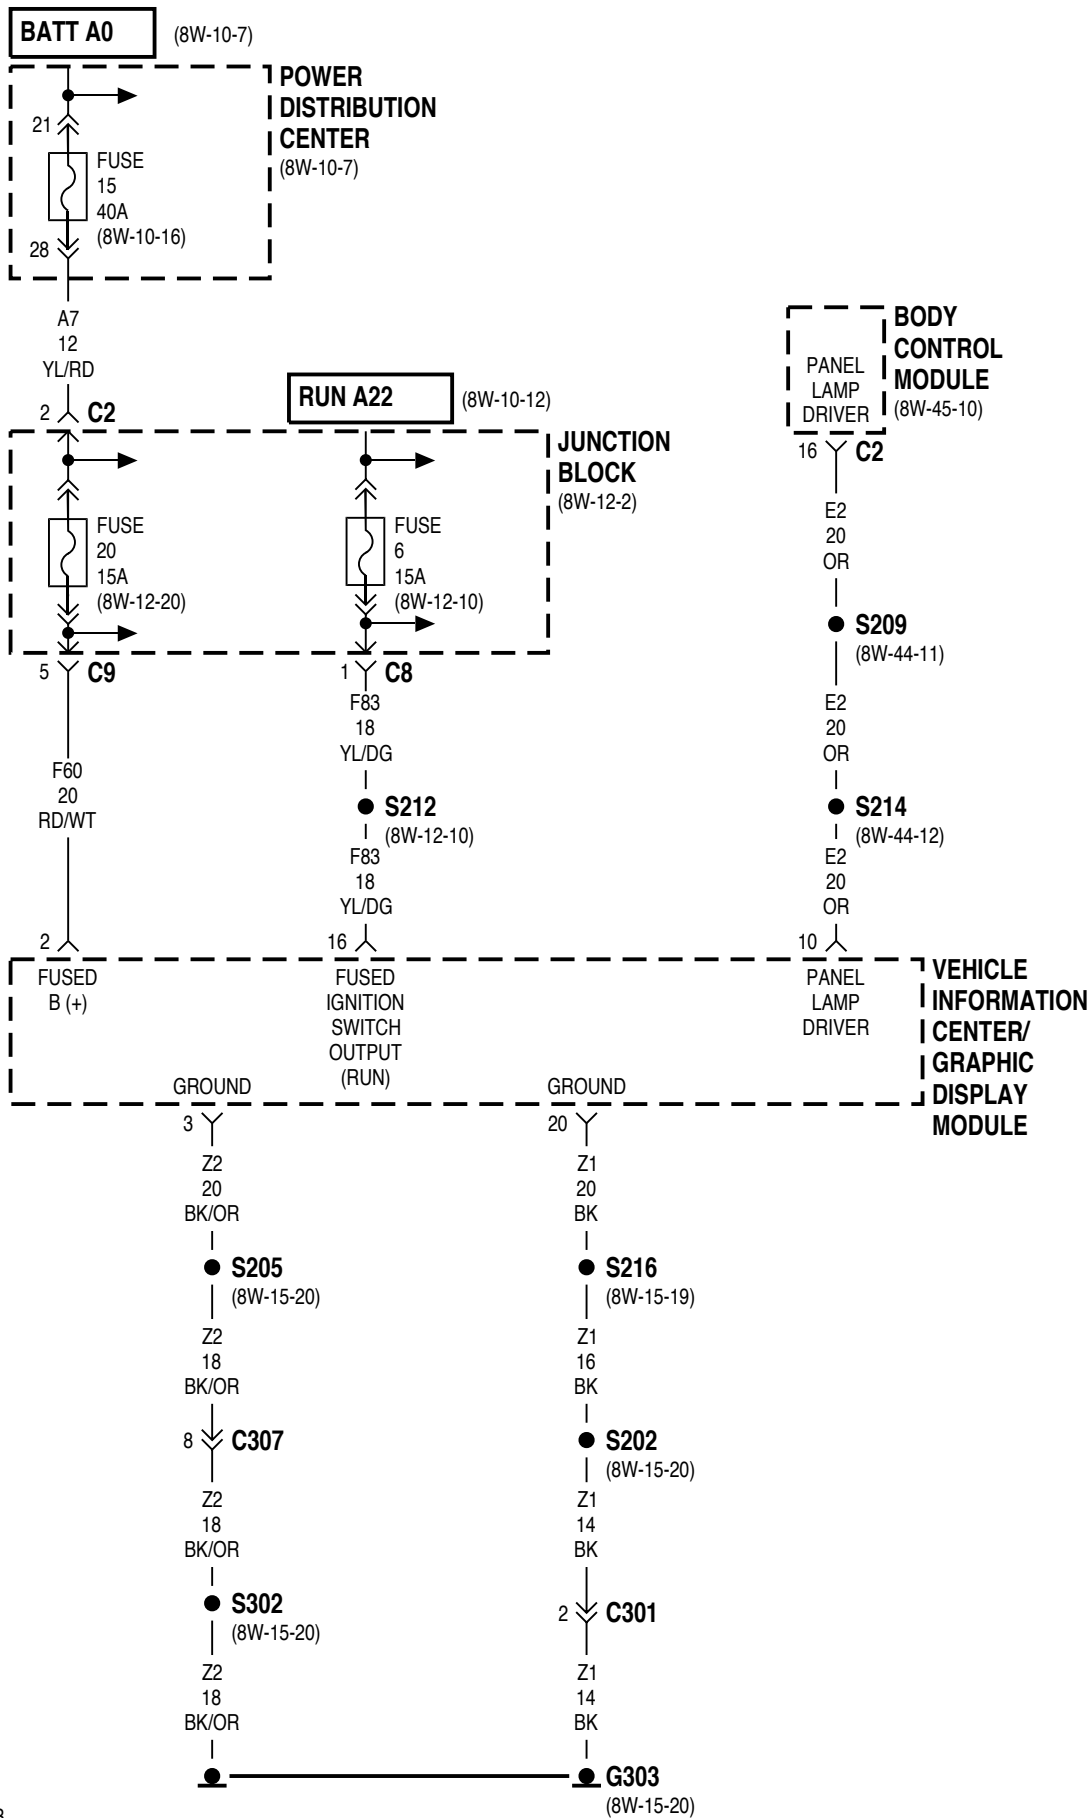 BATT A0 (8W-10-7)
POWER
DISTRIBUTION
CENTER
(8W-10-7)
21
FUSE
15
40A
(8W-10-16)
28
A7
12
YL/RD
2 C2
RUN A22 (8W-10-12)
BODY
CONTROL
MODULE
(8W-45-10)
PANEL
LAMP
DRIVER
16 C2
JUNCTION
BLOCK
(8W-12-2)
FUSE
20
15A
(8W-12-20)
FUSE
6
15A
(8W-12-10)
5 C9
1 C8
E2
20
OR
S209
(8W-44-11)
E2
20
OR
S214
(8W-44-12)
E2
20
OR
F60
20
RD/WT
F83
18
YL/DG
S212
(8W-12-10)
F83
18
YL/DG
2
16
10
FUSED
B (+)
FUSED
IGNITION
SWITCH
OUTPUT
(RUN)
PANEL
LAMP
DRIVER
VEHICLE
INFORMATION
CENTER/
GRAPHIC
DISPLAY
MODULE
GROUND
GROUND
3
Z2
20
BK/OR
S205
(8W-15-20)
Z2
18
BK/OR
8 C307
Z2
18
BK/OR
S302
(8W-15-20)
Z2
18
BK/OR
20
Z1
20
BK
S216
(8W-15-19)
Z1
16
BK
S202
(8W-15-20)
Z1
14
BK
2 C301
Z1
14
BK
G303
(8W-15-20)